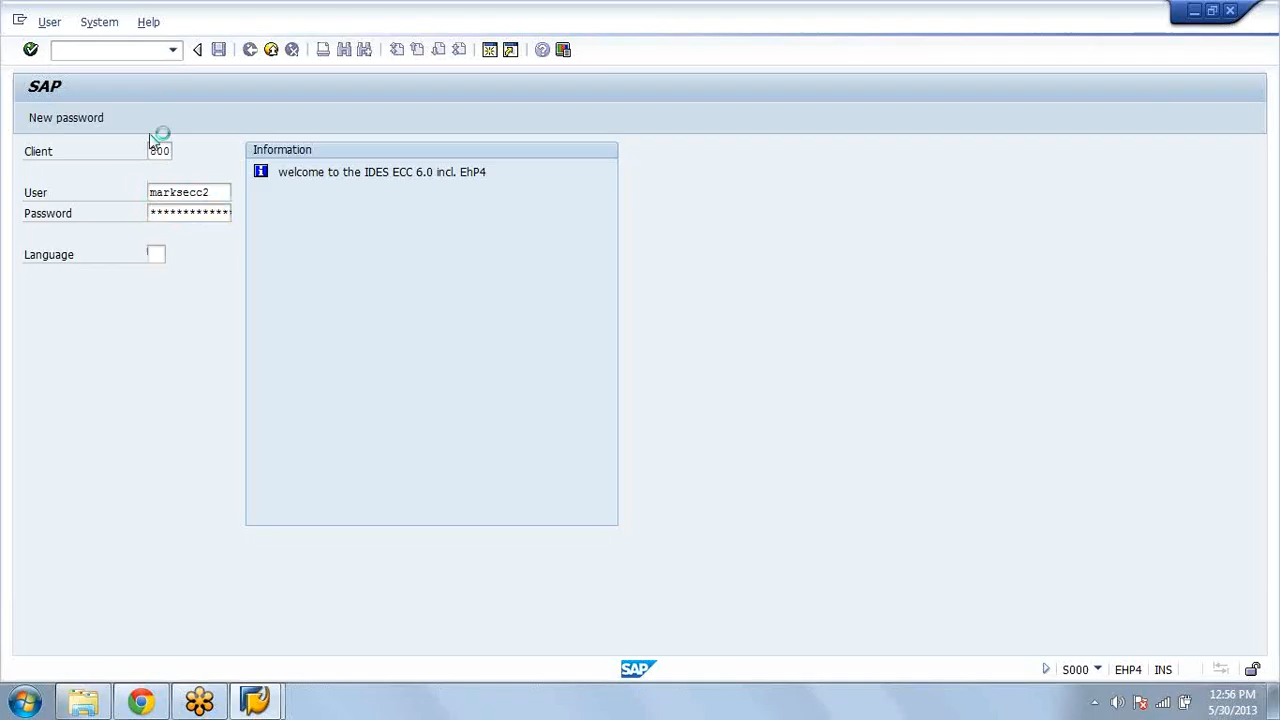 User System Help
SAP
New password
Client 800
Information
welcome to the IDES ECC 6.0 incl. EhP4
User marksecc2
Password *************
Language
SAP
S000 EHP4 INS
12:56 PM
5/30/2013